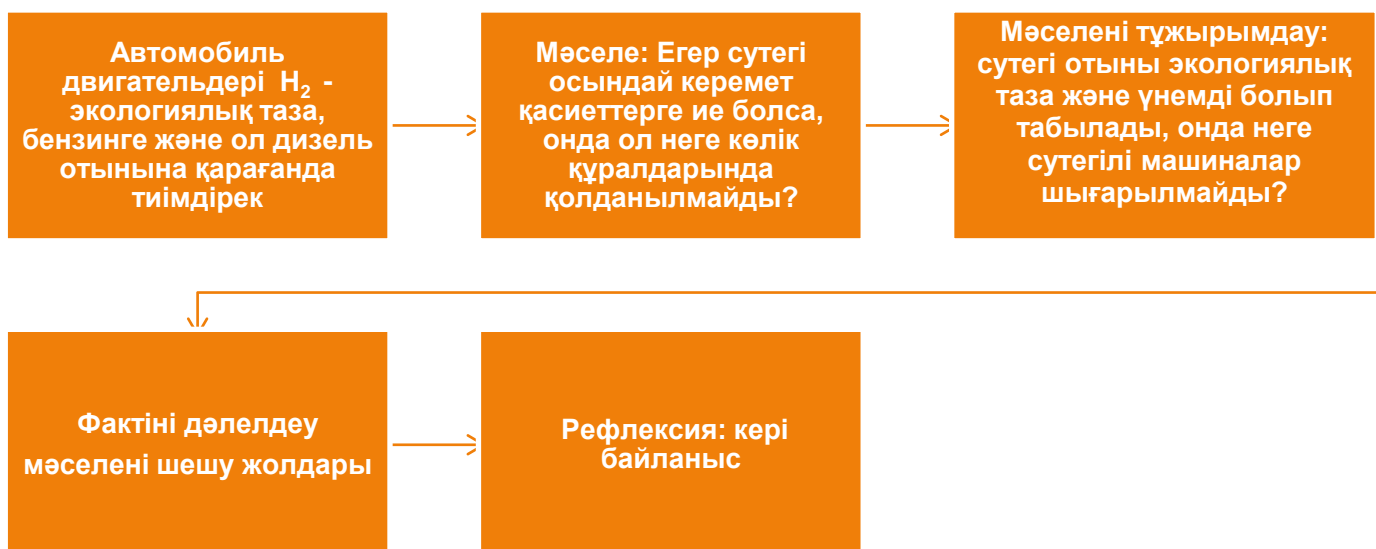 Автомобиль
двигательдері H₂ -
экологиялық таза,
бензинге және ол дизель
отынына қарағанда
тиімдірек
Мәселе: Егер сутегі
осындай керемет
қасиеттерге ие болса,
онда ол неге көлік
құралдарында
қолданылмайды?
Мәселені тұжырымдау:
сутегі отыны экологиялық
таза және үнемді болып
табылады, онда неге
сутегілі машиналар
шығарылмайды?
Фактіні дәлелдеу
мәселені шешу жолдары
Рефлексия: кері
байланыс